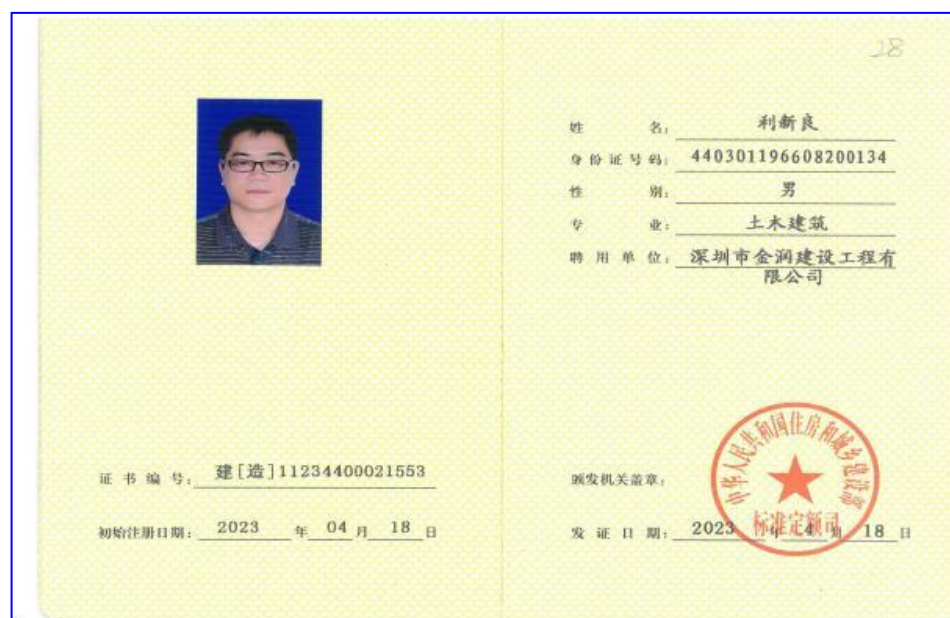 28
姓 名: 利新良
身份证号码: 440301196608200134
性 别: 男
专 业: 土木建筑
聘用单位: 深圳市金润建设工程有
限公司
证书编号: 建[造]11234400021553
初始注册日期: 2023 年 04 月 18 日
颁发机关盖章:
中华人民共和国住房和城乡建设部
标准定额司
发证日期: 2023 年 4 月 18 日